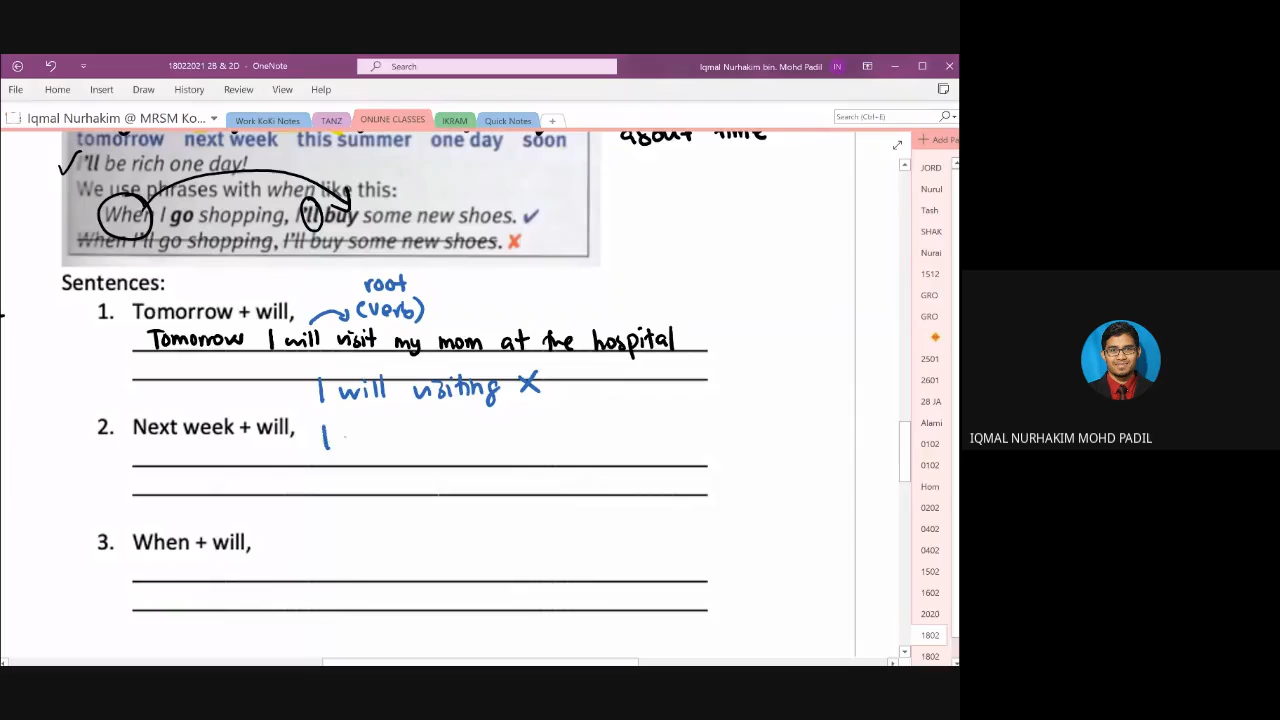 18022021 2B & 2D - OneNote
Search
Iqmal Nurhakim bin. Mohd Padil
IN
File Home Insert Draw History Review View Help
Iqmal Nurhakim @ MRSM Ko...
Work KoKi Notes
TANZ
ONLINE CLASSES
IKRAM
Quick Notes
+
Search (Ctrl+E)
about time
tomorrow next week this summer one day soon
✓ I'll be rich one day!
We use phrases with when like this:
When I go shopping, I'll buy some new shoes. ✔
When I'll go shopping, I'll buy some new shoes. ✘
Sentences:
root
1. Tomorrow + will, (verb)
Tomorrow I will visit my mom at the hospital
I will visiting X
2. Next week + will, I
3. When + will,
+ Add Pa
JORD
Nurul
Tash
SHAK
Nurai
1512
GRO
GRO
2501
2601
28 JA
Alami
0102
0102
Hom
0202
0402
0402
1502
1602
2020
1802
1802
IQMAL NURHAKIM MOHD PADIL